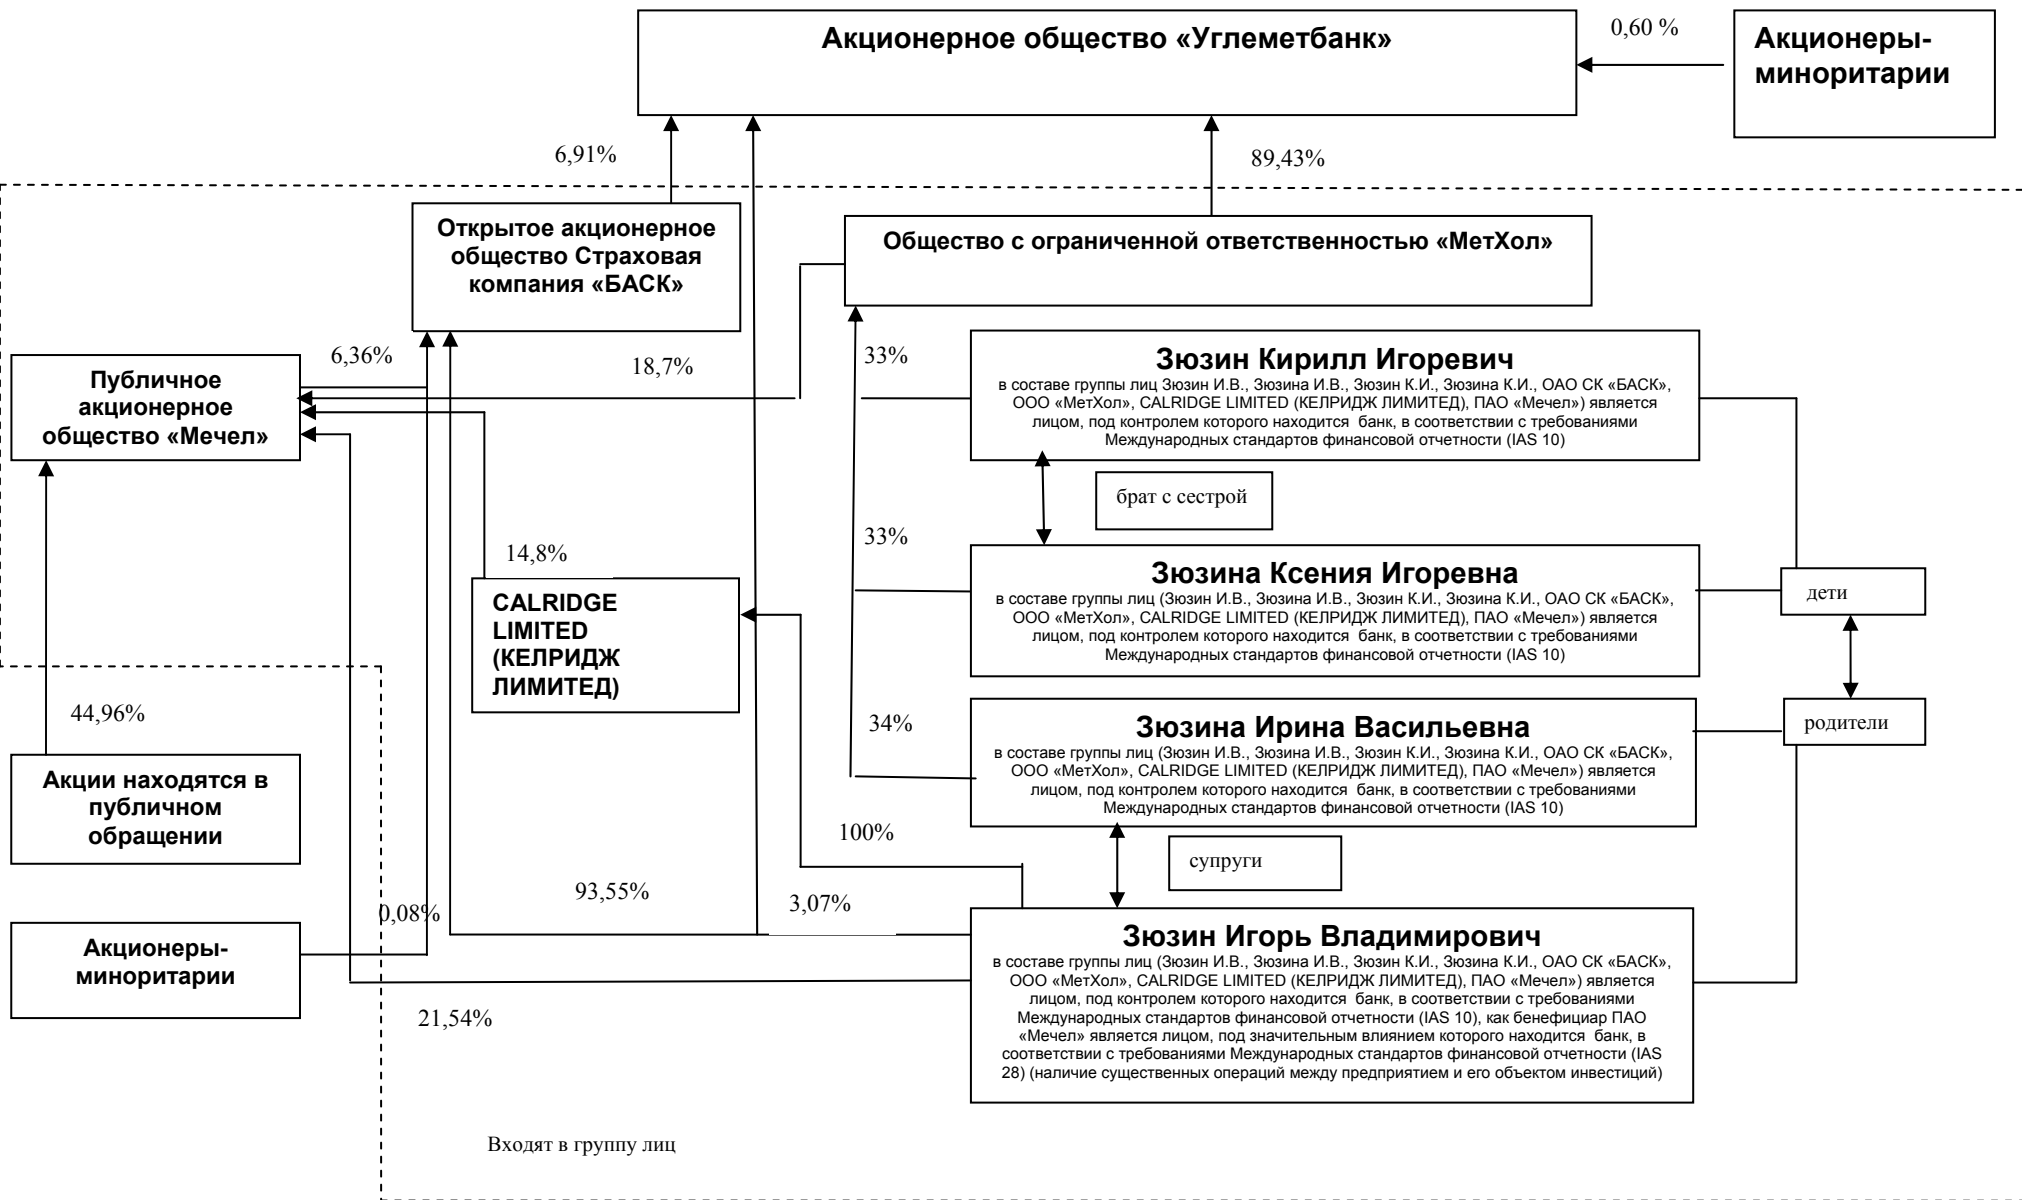 Акционерное общество «Углеметбанк»
0,60 %
Акционеры-
миноритарии
6,91%
89,43%
Открытое акционерное
общество Страховая
компания «БАСК»
Общество с ограниченной ответственностью «МетХол»
Публичное
акционерное
общество «Мечел»
6,36%
18,7%
33%
Зюзин Кирилл Игоревич
в составе группы лиц Зюзин И.В., Зюзина И.В., Зюзин К.И., Зюзина К.И., ОАО СК «БАСК»,
ООО «МетХол», CALRIDGE LIMITED (КЕЛРИДЖ ЛИМИТЕД), ПАО «Мечел») является
лицом, под контролем которого находится банк, в соответствии с требованиями
Международных стандартов финансовой отчетности (IAS 10)
брат с сестрой
33%
14,8%
CALRIDGE
LIMITED
(КЕЛРИДЖ
ЛИМИТЕД)
Зюзина Ксения Игоревна
в составе группы лиц (Зюзин И.В., Зюзина И.В., Зюзин К.И., Зюзина К.И., ОАО СК «БАСК»,
ООО «МетХол», CALRIDGE LIMITED (КЕЛРИДЖ ЛИМИТЕД), ПАО «Мечел») является
лицом, под контролем которого находится банк, в соответствии с требованиями
Международных стандартов финансовой отчетности (IAS 10)
дети
44,96%
34%
Зюзина Ирина Васильевна
в составе группы лиц (Зюзин И.В., Зюзина И.В., Зюзин К.И., Зюзина К.И., ОАО СК «БАСК»,
ООО «МетХол», CALRIDGE LIMITED (КЕЛРИДЖ ЛИМИТЕД), ПАО «Мечел») является
лицом, под контролем которого находится банк, в соответствии с требованиями
Международных стандартов финансовой отчетности (IAS 10)
родители
Акции находятся в
публичном
обращении
100%
супруги
93,55%
3,07%
0,08%
Акционеры-
миноритарии
21,54%
Зюзин Игорь Владимирович
в составе группы лиц (Зюзин И.В., Зюзина И.В., Зюзин К.И., Зюзина К.И., ОАО СК «БАСК»,
ООО «МетХол», CALRIDGE LIMITED (КЕЛРИДЖ ЛИМИТЕД), ПАО «Мечел») является
лицом, под контролем которого находится банк, в соответствии с требованиями
Международных стандартов финансовой отчетности (IAS 10), как бенефициар ПАО
«Мечел» является лицом, под значительным влиянием которого находится банк, в
соответствии с требованиями Международных стандартов финансовой отчетности (IAS
28) (наличие существенных операций между предприятием и его объектом инвестиций)
Входят в группу лиц